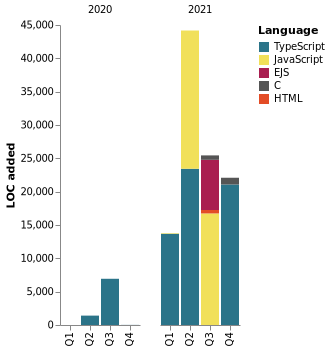 2020 2021
Language
TypeScript
JavaScript
EJS
C
HTML
LOC added
45,000
40,000
35,000
30,000
25,000
20,000
15,000
10,000
5,000
0
Q1 Q2 Q3 Q4 Q1 Q2 Q3 Q4